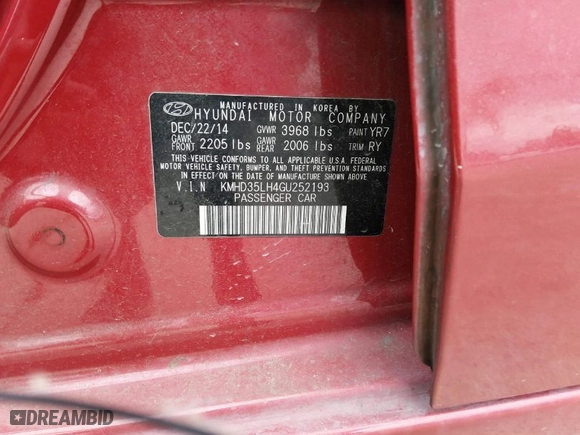 MANUFACTURED IN KOREA BY
HYUNDAI MOTOR COMPANY
DEC/22/14 GVWR 3968 lbs PAINT YR7
GAWR FRONT 2205 lbs GAWR REAR 2006 lbs TRIM RY
THIS VEHICLE CONFORMS TO ALL APPLICABLE U.S.A. FEDERAL
MOTOR VEHICLE SAFETY, BUMPER, AND THEFT PREVENTION STANDARDS
IN EFFECT ON THE DATE OF MANUFACTURE SHOWN ABOVE.
V.I.N KMHD35LH4GU252193
PASSENGER CAR
DREAMBID